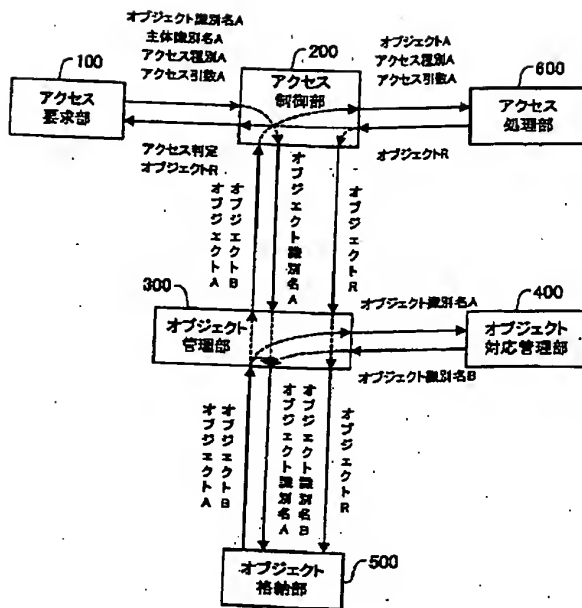 オブジェクト識別名A
主体識別名A
アクセス種別A
アクセス引数A
200
オブジェクトA
アクセス種別A
アクセス引数A
100
600
アクセス
要求部
アクセス
制御部
アクセス
処理部
アクセス判定
オブジェクトR
オブジェクトR
オブジェクトA
オブジェクトB
オブジェクト識別名A
オブジェクトR
300
オブジェクト識別名A
400
オブジェクト
管理部
オブジェクト
対応管理部
オブジェクト識別名B
オブジェクトA
オブジェクトB
オブジェクト識別名A
オブジェクト識別名B
オブジェクトR
オブジェクト
格納部
500